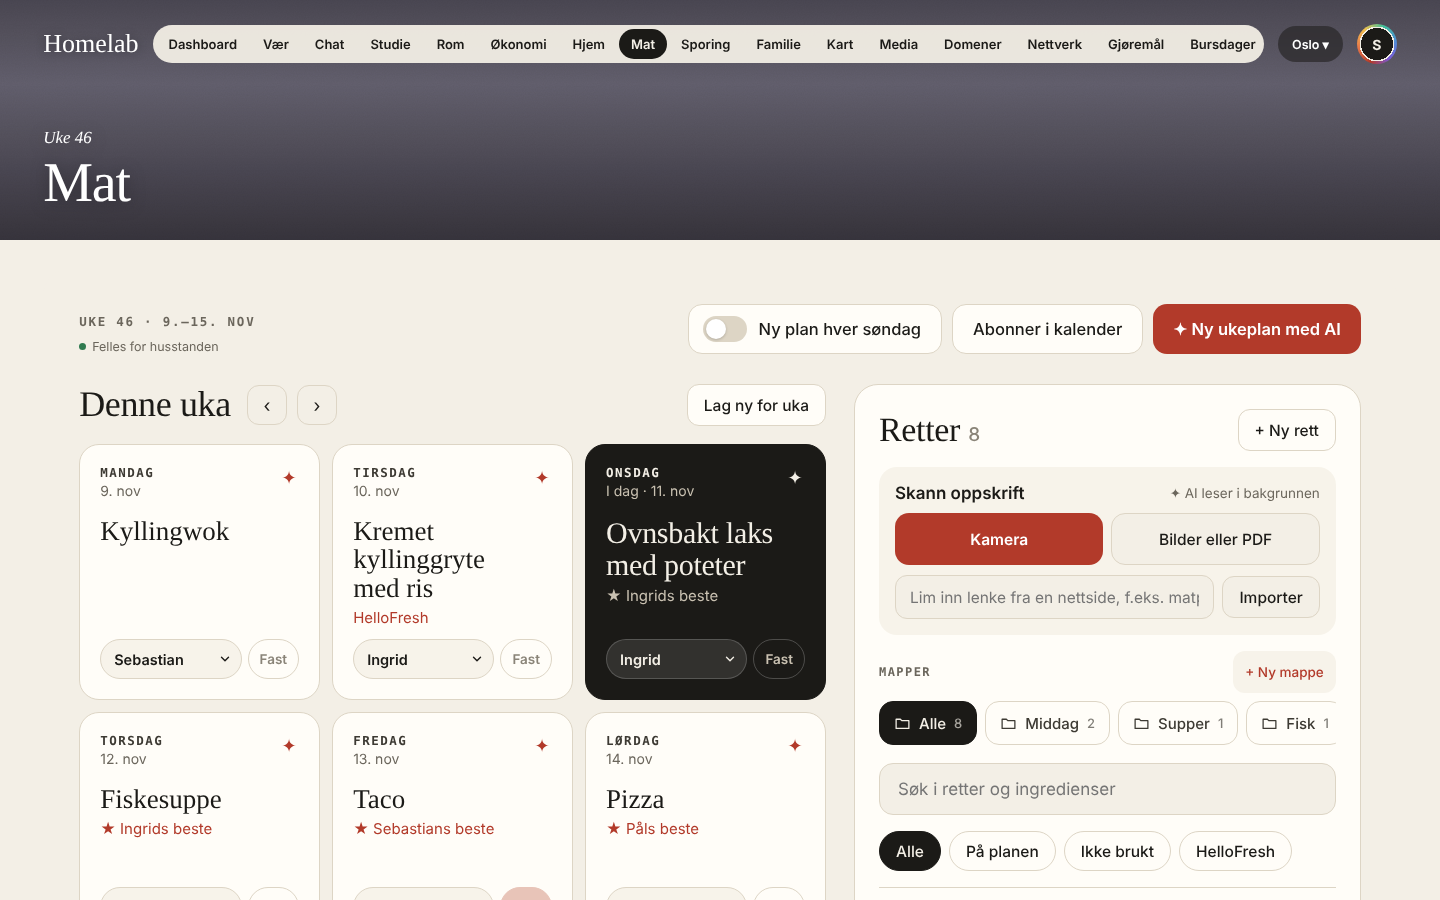 Homelab
Dashboard Vær Chat Studie Rom Økonomi Hjem Mat Sporing Familie Kart Media Domener Nettverk Gjøremål Bursdager
Oslo ▾
S
Uke 46
Mat
UKE 46 · 9.–15. NOV
Felles for husstanden
Ny plan hver søndag
Abonner i kalender
✦ Ny ukeplan med AI
Denne uka
‹ ›
Lag ny for uka
MANDAG ✦
9. nov
Kyllingwok
Sebastian Fast
TIRSDAG ✦
10. nov
Kremet
kyllinggryte
med ris
HelloFresh
Ingrid Fast
ONSDAG ✦
I dag · 11. nov
Ovnsbakt laks
med poteter
★ Ingrids beste
Ingrid Fast
TORSDAG ✦
12. nov
Fiskesuppe
★ Ingrids beste
FREDAG ✦
13. nov
Taco
★ Sebastians beste
LØRDAG ✦
14. nov
Pizza
★ Påls beste
Retter 8
+ Ny rett
Skann oppskrift
✦ AI leser i bakgrunnen
Kamera
Bilder eller PDF
Lim inn lenke fra en nettside, f.eks.
Importer
MAPPER
+ Ny mappe
Alle 8
Middag 2
Supper 1
Fisk 1
Søk i retter og ingredienser
Alle
På planen
Ikke brukt
HelloFresh